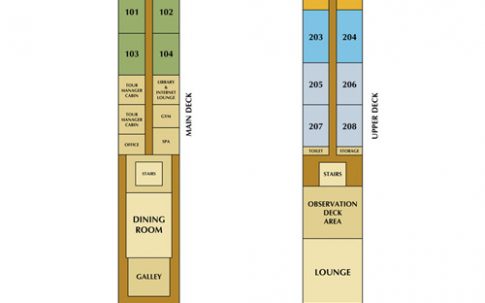 101
102
103
104
TOUR
MANAGER
CABIN
LIBRARY
&
INTERNET
LOUNGE
TOUR
MANAGER
CABIN
GYM
OFFICE
SPA
STAIRS
DINING
ROOM
GALLEY
MAIN DECK
203
204
205
206
207
208
TOILET
STORAGE
STAIRS
OBSERVATION
DECK
AREA
LOUNGE
UPPER DECK